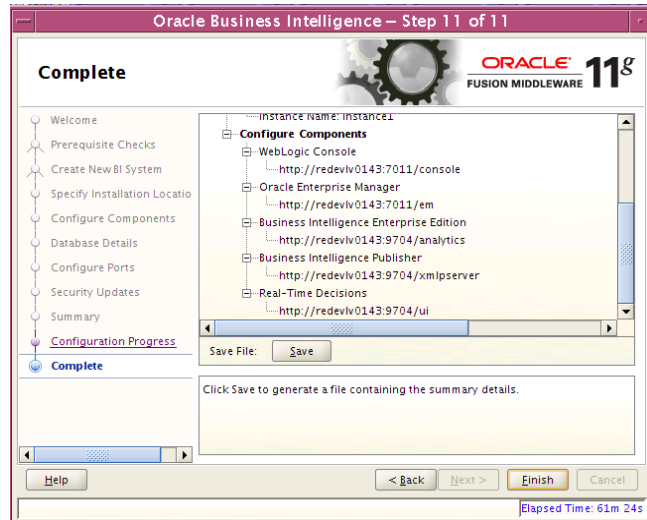 Oracle Business Intelligence – Step 11 of 11
Complete
ORACLE
FUSION MIDDLEWARE
11g
Welcome
Prerequisite Checks
Create New BI System
Specify Installation Locatio
Configure Components
Database Details
Configure Ports
Security Updates
Summary
Configuration Progress
Complete
Instance Name: instance1
Configure Components
WebLogic Console
http://redevlv0143:7011/console
Oracle Enterprise Manager
http://redevlv0143:7011/em
Business Intelligence Enterprise Edition
http://redevlv0143:9704/analytics
Business Intelligence Publisher
http://redevlv0143:9704/xmlpserver
Real-Time Decisions
http://redevlv0143:9704/ui
Save File: Save
Click Save to generate a file containing the summary details.
Help < Back Next > Finish Cancel
Elapsed Time: 61m 24s